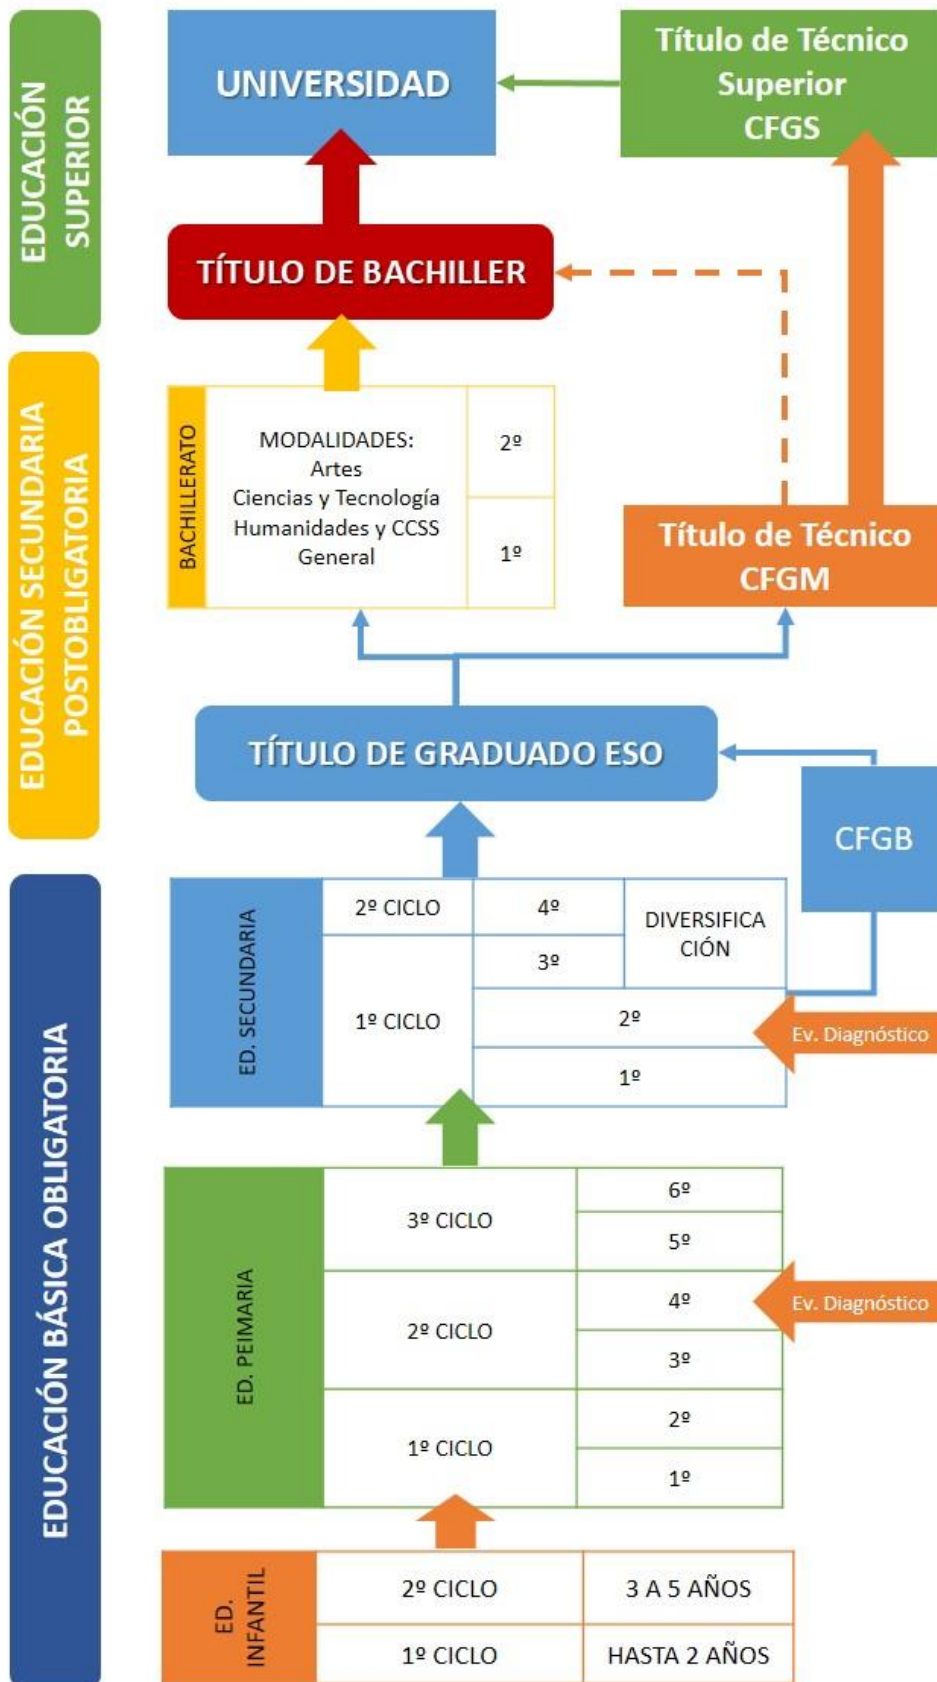 EDUCACIÓN
SUPERIOR
UNIVERSIDAD
Título de Técnico
Superior
CFGS
TÍTULO DE BACHILLER
EDUCACIÓN SECUNDARIA
POSTOBLIGATORIA
BACHILLERATO
MODALIDADES:
Artes
Ciencias y Tecnología
Humanidades y CCSS
General
2º
1º
Título de Técnico
CFGM
TÍTULO DE GRADUADO ESO
CFGB
EDUCACIÓN BÁSICA OBLIGATORIA
ED. SECUNDARIA
2º CICLO
4º
DIVERSIFICA
CIÓN
3º
1º CICLO
2º
Ev. Diagnóstico
1º
ED. PEIMARIA
3º CICLO
6º
5º
2º CICLO
4º
Ev. Diagnóstico
3º
1º CICLO
2º
1º
ED.
INFANTIL
2º CICLO
3 A 5 AÑOS
1º CICLO
HASTA 2 AÑOS